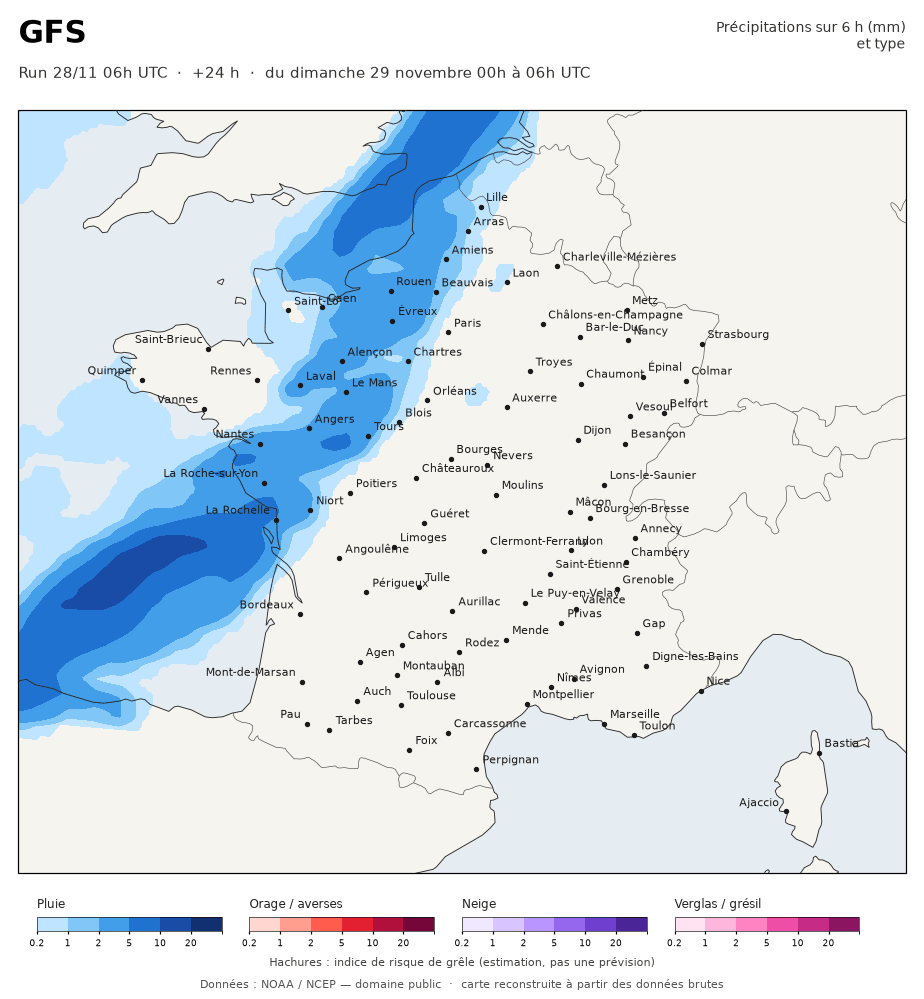 GFS
Précipitations sur 6 h (mm)
et type
Run 28/11 06h UTC · +24 h · du dimanche 29 novembre 00h à 06h UTC
Lille
Arras
Amiens
Charleville-Mézières
Laon
Rouen
Beauvais
Saint-Lô
Caen
Metz
Châlons-en-Champagne
Évreux
Paris
Bar-le-Duc
Nancy
Strasbourg
Saint-Brieuc
Alençon
Chartres
Troyes
Quimper
Rennes
Laval
Le Mans
Chaumont
Épinal
Colmar
Vannes
Orléans
Auxerre
Vesoul
Belfort
Angers
Blois
Tours
Nantes
Dijon
Besançon
Bourges
Nevers
La Roche-sur-Yon
Châteauroux
Poitiers
Moulins
Lons-le-Saunier
Niort
La Rochelle
Guéret
Mâcon
Bourg-en-Bresse
Limoges
Angoulême
Clermont-Ferrand
Lyon
Annecy
Chambéry
Saint-Étienne
Périgueux
Tulle
Grenoble
Le Puy-en-Velay
Valence
Bordeaux
Aurillac
Privas
Cahors
Rodez
Mende
Gap
Agen
Mont-de-Marsan
Montauban
Albi
Avignon
Nîmes
Digne-les-Bains
Nice
Auch
Toulouse
Montpellier
Pau
Tarbes
Carcassonne
Marseille
Toulon
Foix
Perpignan
Bastia
Ajaccio
Pluie
Orage / averses
Neige
Verglas / grésil
0.2 1 2 5 10 20
0.2 1 2 5 10 20
0.2 1 2 5 10 20
0.2 1 2 5 10 20
Hachures : indice de risque de grêle (estimation, pas une prévision)
Données : NOAA / NCEP — domaine public · carte reconstruite à partir des données brutes